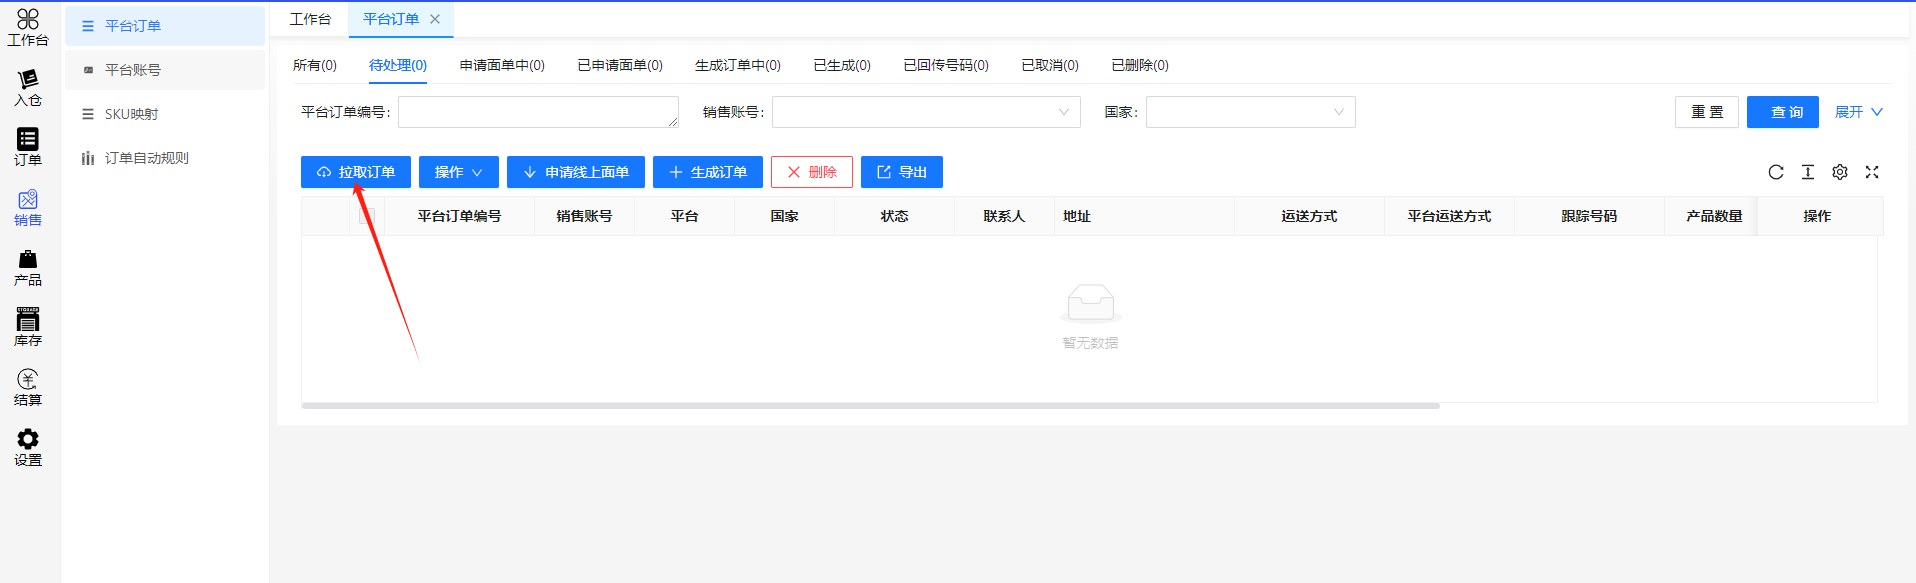 工作台
入仓
订单
销售
产品
STORAGE
库存
结算
设置
平台订单
平台账号
SKU映射
订单自动规则
工作台 平台订单
所有(0) 待处理(0) 申请面单中(0) 已申请面单(0) 生成订单中(0) 已生成(0) 已回传号码(0) 已取消(0) 已删除(0)
平台订单编号: 销售账号: 国家: 重 置 查 询 展开
拉取订单 操作 申请线上面单 生成订单 删除 导出
平台订单编号 销售账号 平台 国家 状态 联系人 地址 运送方式 平台运送方式 跟踪号码 产品数量 操作
暂无数据